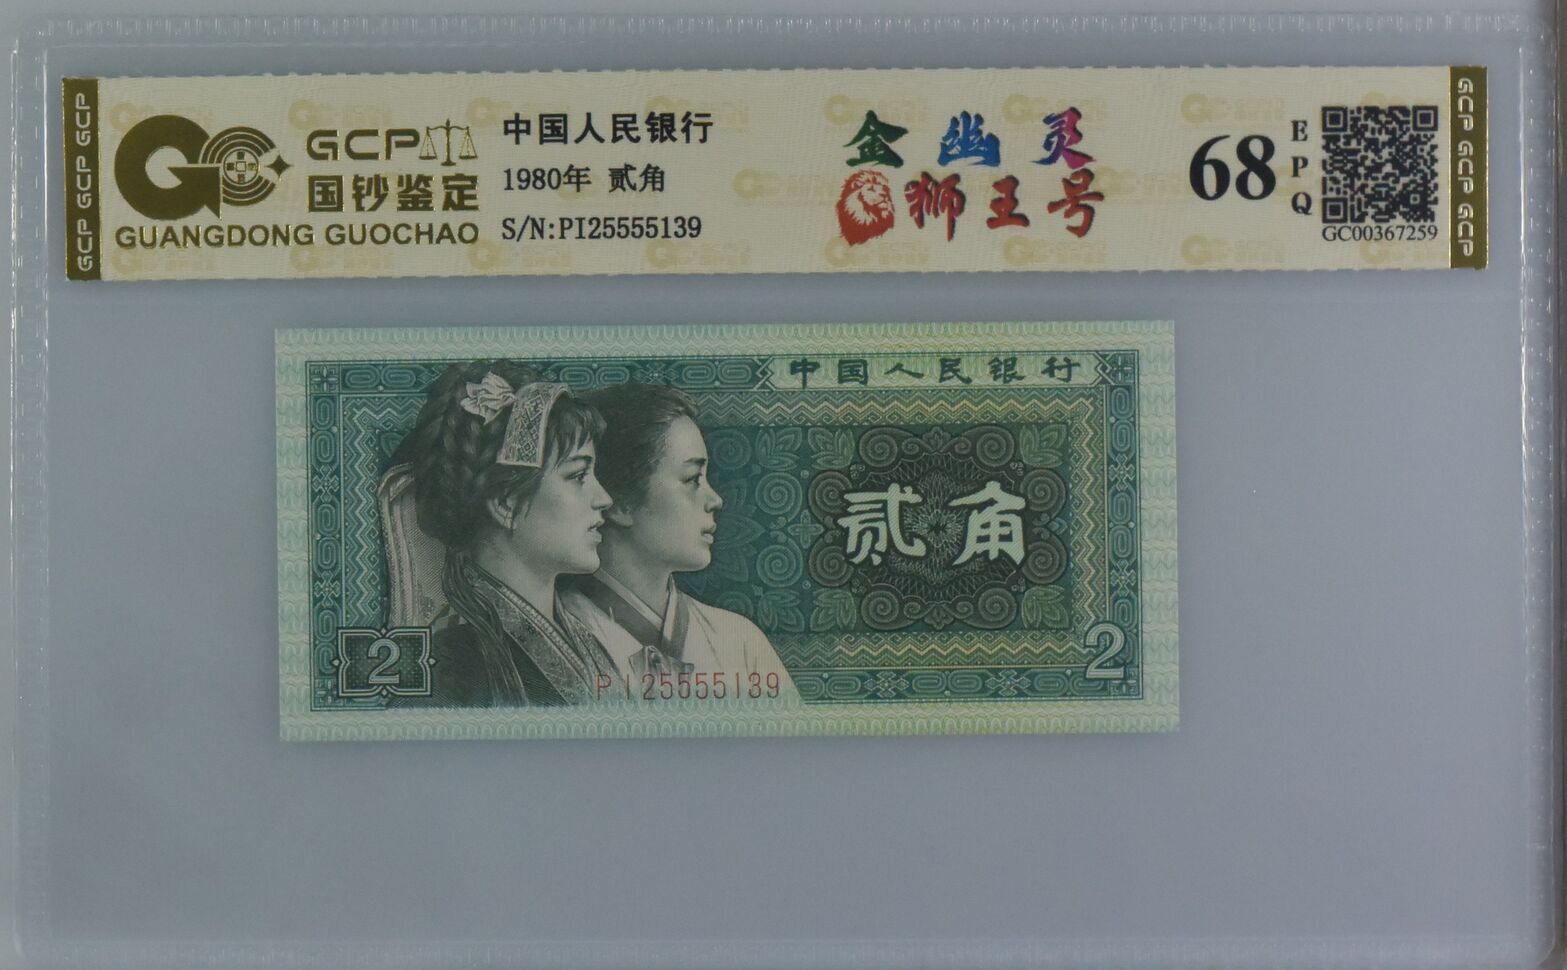 GCP GCP GCP
GCP
国钞鉴定
GUANGDONG GUOCHAO
中国人民银行
1980年 贰角
S/N:PI25555139
金幽灵
狮王号
68
EPQ
GC00367259
GCP GCP GCP
中国人民银行
贰角
2
2
PI25555139